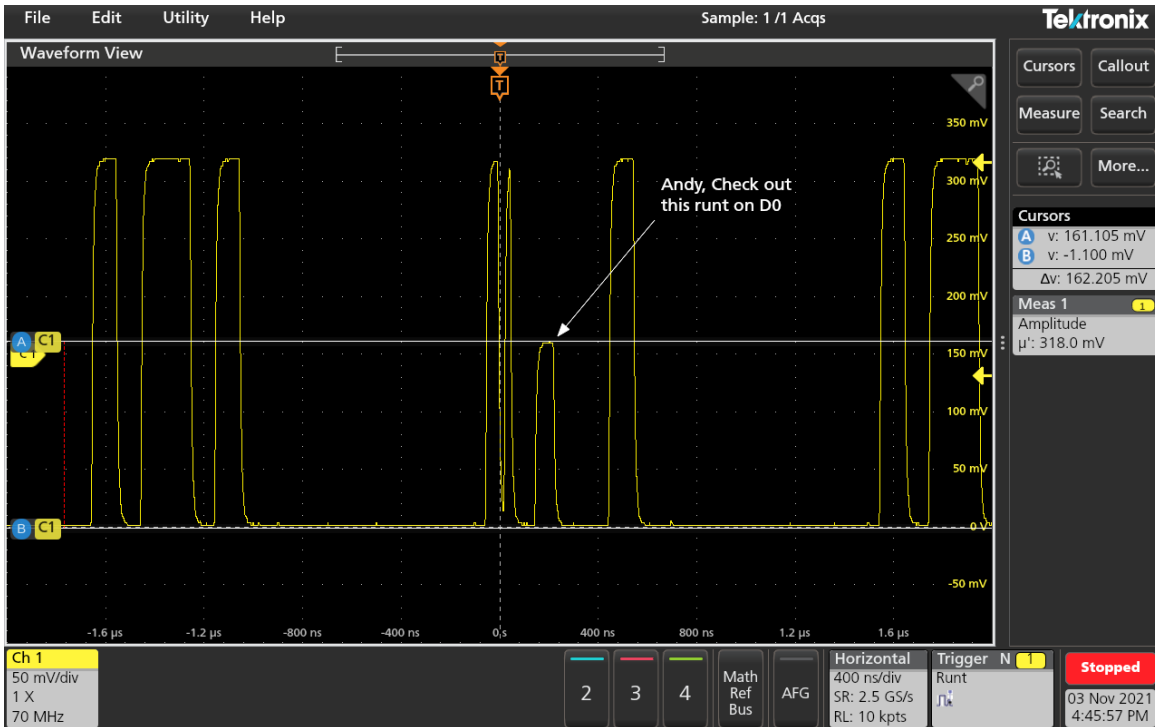 File Edit Utility Help Sample: 1 /1 Acqs Tektronix
Waveform View
T
T
Cursors Callout
Measure Search
More...
350 mV
300 mV
250 mV
200 mV
150 mV
100 mV
50 mV
0 V
-50 mV
Andy, Check out
this runt on D0
A C1
C1
B C1
-1.6 µs -1.2 µs -800 ns -400 ns 0 s 400 ns 800 ns 1.2 µs 1.6 µs
Cursors
A v: 161.105 mV
B v: -1.100 mV
Δv: 162.205 mV
Meas 1 1
Amplitude
µ': 318.0 mV
Ch 1
50 mV/div
1 X
70 MHz
2 3 4
Math
Ref
Bus
AFG
Horizontal
400 ns/div
SR: 2.5 GS/s
RL: 10 kpts
Trigger N 1
Runt
Stopped
03 Nov 2021
4:45:57 PM